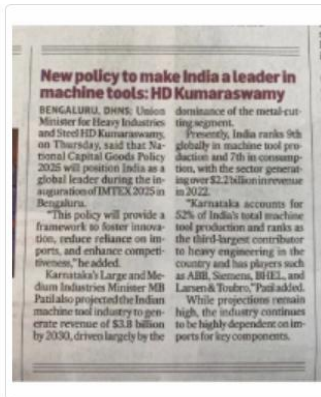 New policy to make India a leader in
machine tools: HD Kumaraswamy
BENGALURU, DHNS: Union
Minister for Heavy Industries
and Steel HD Kumaraswamy,
on Thursday, said that Na-
tional Capital Goods Policy
2025 will position India as a
global leader during the in-
auguration of IMTEX 2025 in
Bengaluru.
"This policy will provide a
framework to foster innova-
tion, reduce reliance on im-
ports, and enhance competi-
tiveness," he added.
Karnataka's Large and Me-
dium Industries Minister MB
Patil also projected the Indian
machine tool industry to gen-
erate revenue of $3.8 billion
by 2030, driven largely by the
dominance of the metal-cut-
ting segment.
Presently, India ranks 9th
globally in machine tool pro-
duction and 7th in consump-
tion, with the sector generat-
ing over $2.2 billion in revenue
in 2022.
"Karnataka accounts for
52% of India's total machine
tool production and ranks as
the third-largest contributor
to heavy engineering in the
country and has players such
as ABB, Siemens, BHEL, and
Larsen & Toubro," Patil added.
While projections remain
high, the industry continues
to be highly dependent on im-
ports for key components.